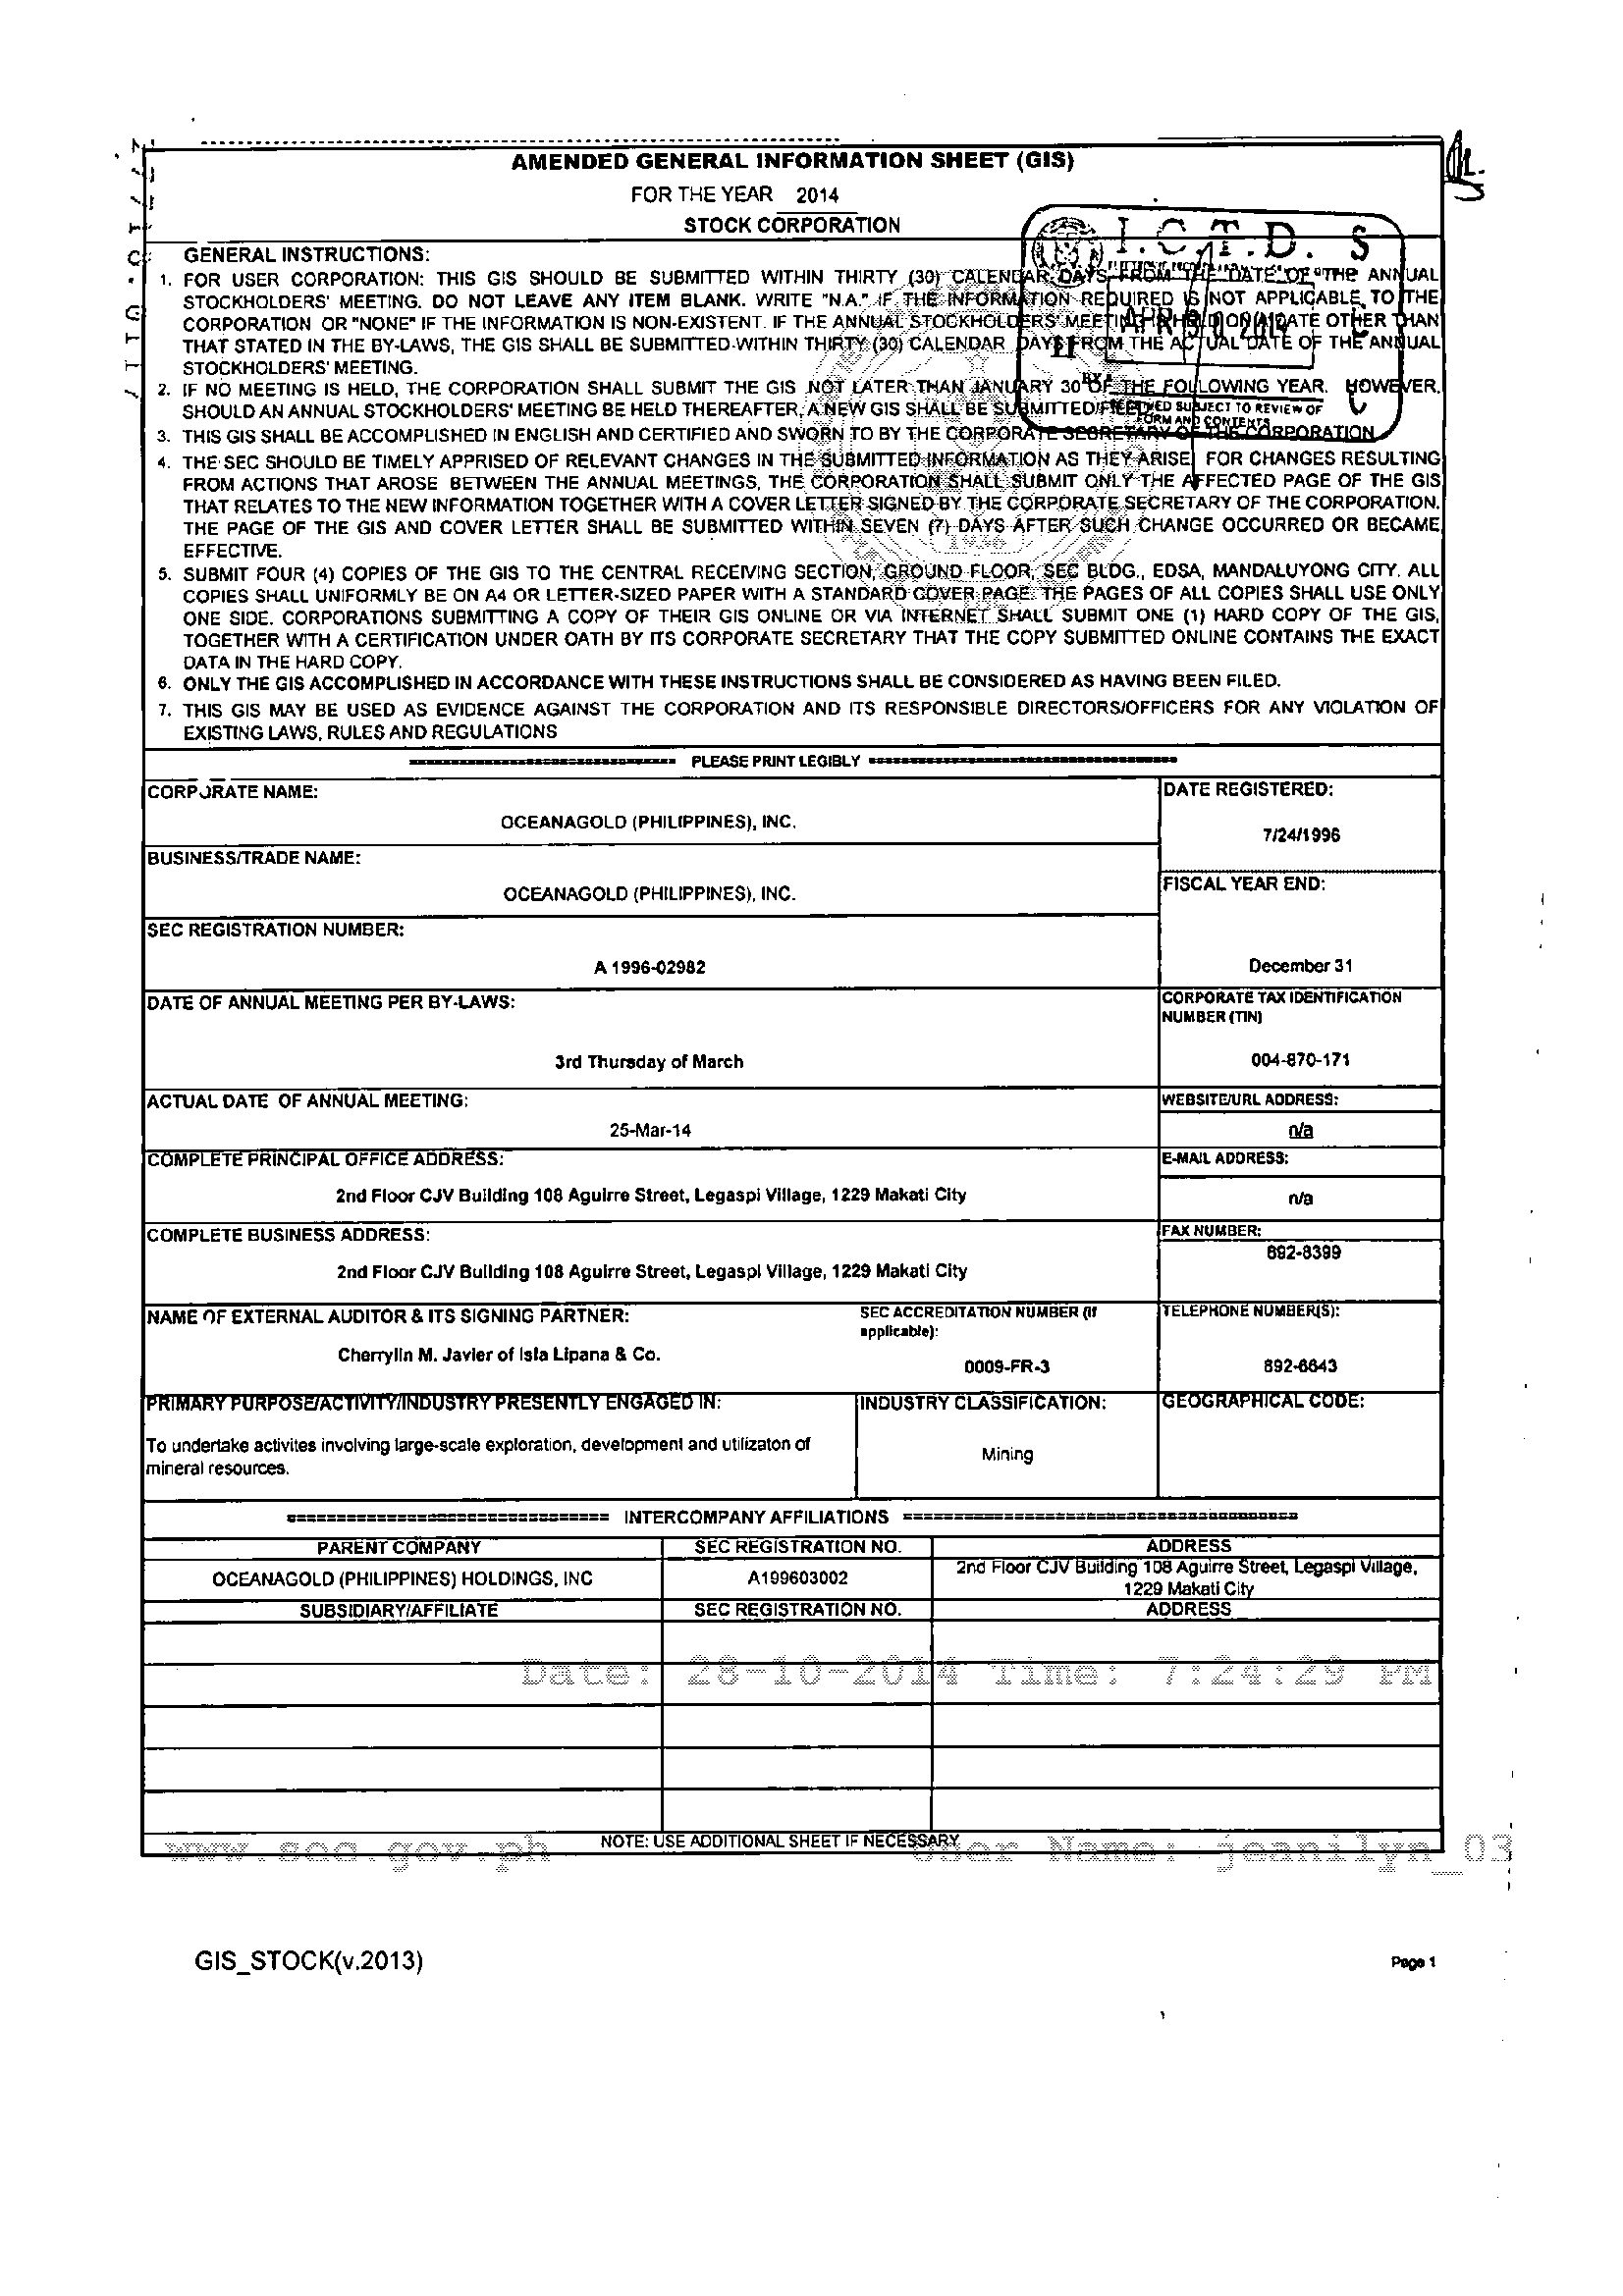 AMENDED GENERAL INFORMATION SHEET (GIS)
FOR THE YEAR 2014
STOCK CORPORATION
I.C.T.D. S
GENERAL INSTRUCTIONS:
1. FOR USER CORPORATION: THIS GIS SHOULD BE SUBMITTED WITHIN THIRTY (30) CALENDAR DAYS FROM THE DATE OF THE ANNUAL
STOCKHOLDERS' MEETING. DO NOT LEAVE ANY ITEM BLANK. WRITE "N.A." IF THE INFORMATION REQUIRED IS NOT APPLICABLE TO THE
CORPORATION OR "NONE" IF THE INFORMATION IS NON-EXISTENT. IF THE ANNUAL STOCKHOLDERS' MEETING IS HELD ON A DATE OTHER THAN
THAT STATED IN THE BY-LAWS, THE GIS SHALL BE SUBMITTED WITHIN THIRTY (30) CALENDAR DAYS FROM THE ACTUAL DATE OF THE ANNUAL
STOCKHOLDERS' MEETING.
2. IF NO MEETING IS HELD, THE CORPORATION SHALL SUBMIT THE GIS NOT LATER THAN JANUARY 30 OF THE FOLLOWING YEAR. HOWEVER,
SHOULD AN ANNUAL STOCKHOLDERS' MEETING BE HELD THEREAFTER, A NEW GIS SHALL BE SUBMITTED/FILED.
RECEIVED SUBJECT TO REVIEW OF
FORM AND CONTENTS
3. THIS GIS SHALL BE ACCOMPLISHED IN ENGLISH AND CERTIFIED AND SWORN TO BY THE CORPORATE SECRETARY OF THE CORPORATION
4. THE SEC SHOULD BE TIMELY APPRISED OF RELEVANT CHANGES IN THE SUBMITTED INFORMATION AS THEY ARISE. FOR CHANGES RESULTING
FROM ACTIONS THAT AROSE BETWEEN THE ANNUAL MEETINGS, THE CORPORATION SHALL SUBMIT ONLY THE AFFECTED PAGE OF THE GIS
THAT RELATES TO THE NEW INFORMATION TOGETHER WITH A COVER LETTER SIGNED BY THE CORPORATE SECRETARY OF THE CORPORATION.
THE PAGE OF THE GIS AND COVER LETTER SHALL BE SUBMITTED WITHIN SEVEN (7) DAYS AFTER SUCH CHANGE OCCURRED OR BECAME
EFFECTIVE.
5. SUBMIT FOUR (4) COPIES OF THE GIS TO THE CENTRAL RECEIVING SECTION, GROUND FLOOR, SEC BLDG., EDSA, MANDALUYONG CITY. ALL
COPIES SHALL UNIFORMLY BE ON A4 OR LETTER-SIZED PAPER WITH A STANDARD COVER PAGE. THE PAGES OF ALL COPIES SHALL USE ONLY
ONE SIDE. CORPORATIONS SUBMITTING A COPY OF THEIR GIS ONLINE OR VIA INTERNET SHALL SUBMIT ONE (1) HARD COPY OF THE GIS,
TOGETHER WITH A CERTIFICATION UNDER OATH BY ITS CORPORATE SECRETARY THAT THE COPY SUBMITTED ONLINE CONTAINS THE EXACT
DATA IN THE HARD COPY.
6. ONLY THE GIS ACCOMPLISHED IN ACCORDANCE WITH THESE INSTRUCTIONS SHALL BE CONSIDERED AS HAVING BEEN FILED.
7. THIS GIS MAY BE USED AS EVIDENCE AGAINST THE CORPORATION AND ITS RESPONSIBLE DIRECTORS/OFFICERS FOR ANY VIOLATION OF
EXISTING LAWS, RULES AND REGULATIONS
PLEASE PRINT LEGIBLY
CORPORATE NAME:
OCEANAGOLD (PHILIPPINES), INC.
DATE REGISTERED:
7/24/1996
BUSINESS/TRADE NAME:
OCEANAGOLD (PHILIPPINES), INC.
FISCAL YEAR END:
December 31
SEC REGISTRATION NUMBER:
A 1996-02982
DATE OF ANNUAL MEETING PER BY-LAWS:
3rd Thursday of March
CORPORATE TAX IDENTIFICATION
NUMBER (TIN)
004-870-171
ACTUAL DATE OF ANNUAL MEETING:
25-Mar-14
WEBSITE/URL ADDRESS:
n/a
COMPLETE PRINCIPAL OFFICE ADDRESS:
2nd Floor CJV Building 108 Aguirre Street, Legaspi Village, 1229 Makati City
E-MAIL ADDRESS:
n/a
COMPLETE BUSINESS ADDRESS:
2nd Floor CJV Building 108 Aguirre Street, Legaspi Village, 1229 Makati City
FAX NUMBER:
892-8399
NAME OF EXTERNAL AUDITOR & ITS SIGNING PARTNER:
Cherrylin M. Javier of Isla Lipana & Co.
SEC ACCREDITATION NUMBER (if
applicable):
0009-FR-3
TELEPHONE NUMBER(S):
892-6643
PRIMARY PURPOSE/ACTIVITY/INDUSTRY PRESENTLY ENGAGED IN:
To undertake activites involving large-scale exploration, development and utilizaton of
mineral resources.
INDUSTRY CLASSIFICATION:
Mining
GEOGRAPHICAL CODE:
INTERCOMPANY AFFILIATIONS
PARENT COMPANY SEC REGISTRATION NO. ADDRESS
OCEANAGOLD (PHILIPPINES) HOLDINGS, INC A199603002 2nd Floor CJV Building 108 Aguirre Street, Legaspi Village,
1229 Makati City
SUBSIDIARY/AFFILIATE SEC REGISTRATION NO. ADDRESS
Date: 28-10-2014 Time: 7:24:29 PM
NOTE: USE ADDITIONAL SHEET IF NECESSARY
www.sec.gov.ph User Name: jeanilyn_03
GIS_STOCK(v.2013)
Page 1